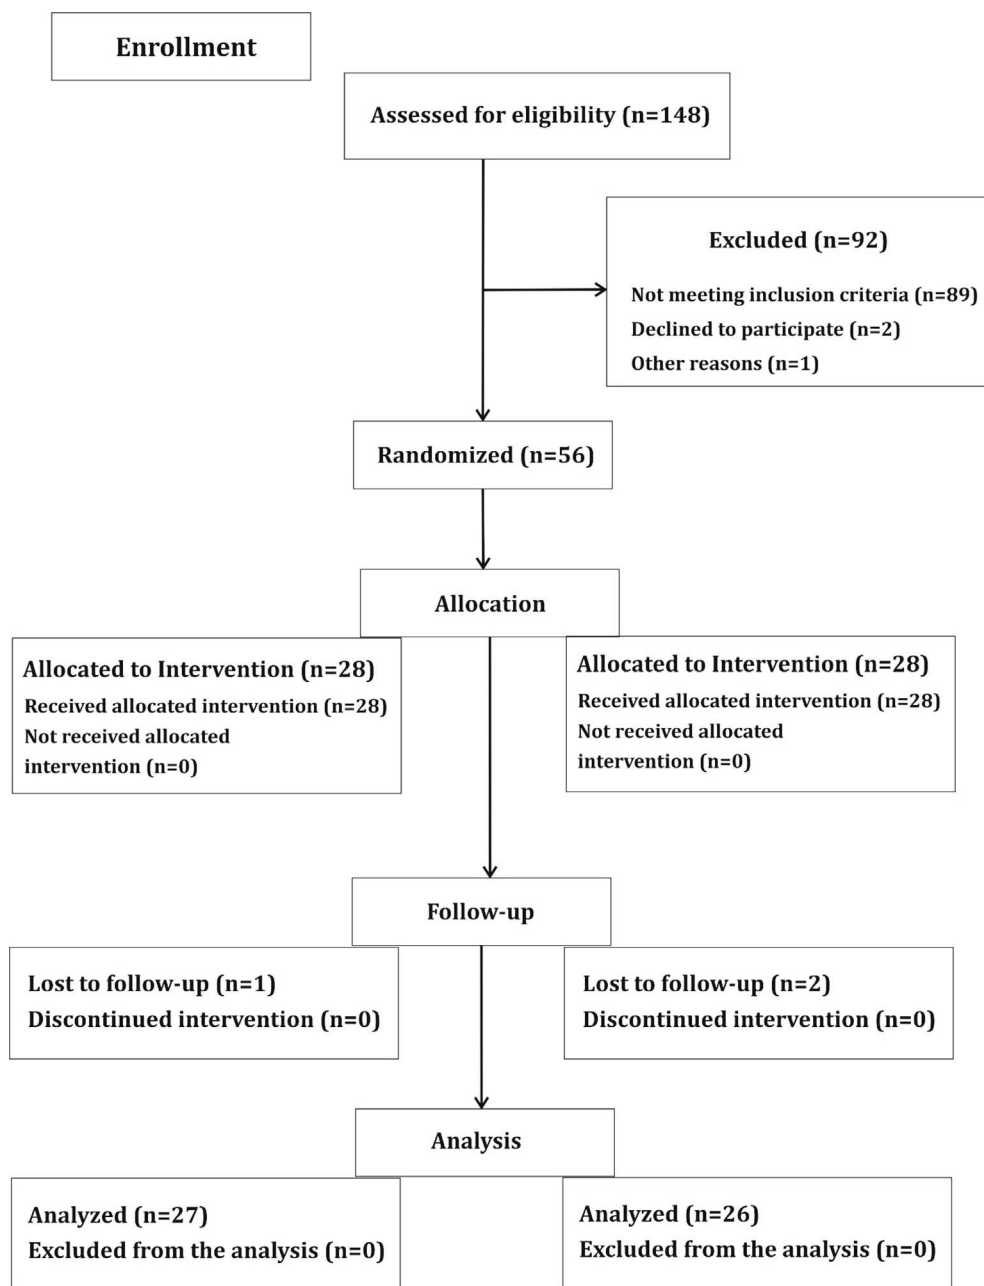 Enrollment
Assessed for eligibility (n=148)
Excluded (n=92)
Not meeting inclusion criteria (n=89)
Declined to participate (n=2)
Other reasons (n=1)
Randomized (n=56)
Allocation
Allocated to Intervention (n=28)
Received allocated intervention (n=28)
Not received allocated
intervention (n=0)
Allocated to Intervention (n=28)
Received allocated intervention (n=28)
Not received allocated
intervention (n=0)
Follow-up
Lost to follow-up (n=1)
Discontinued intervention (n=0)
Lost to follow-up (n=2)
Discontinued intervention (n=0)
Analysis
Analyzed (n=27)
Excluded from the analysis (n=0)
Analyzed (n=26)
Excluded from the analysis (n=0)